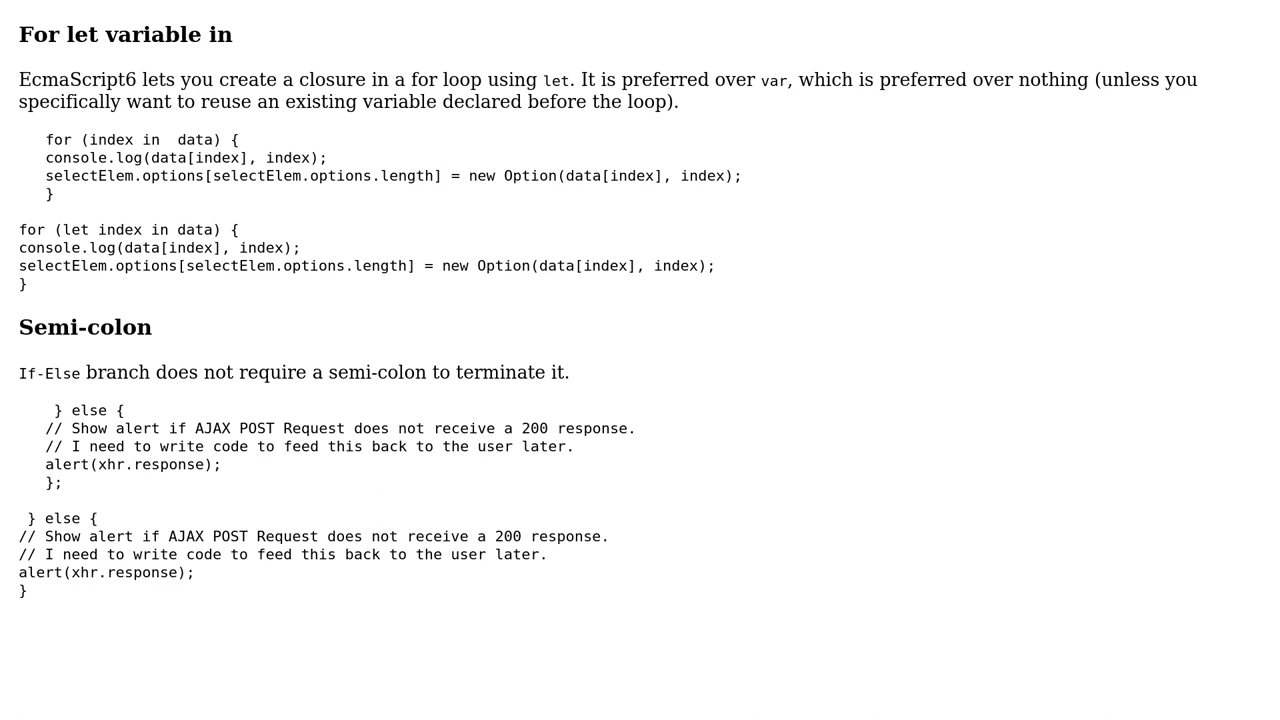 For let variable in
EcmaScript6 lets you create a closure in a for loop using let. It is preferred over var, which is preferred over nothing (unless you
specifically want to reuse an existing variable declared before the loop).
   for (index in  data) {
   console.log(data[index], index);
   selectElem.options[selectElem.options.length] = new Option(data[index], index);
   }
for (let index in data) {
console.log(data[index], index);
selectElem.options[selectElem.options.length] = new Option(data[index], index);
}
Semi-colon
If-Else branch does not require a semi-colon to terminate it.
    } else {
   // Show alert if AJAX POST Request does not receive a 200 response.
   // I need to write code to feed this back to the user later.
   alert(xhr.response);
   };
 } else {
// Show alert if AJAX POST Request does not receive a 200 response.
// I need to write code to feed this back to the user later.
alert(xhr.response);
}